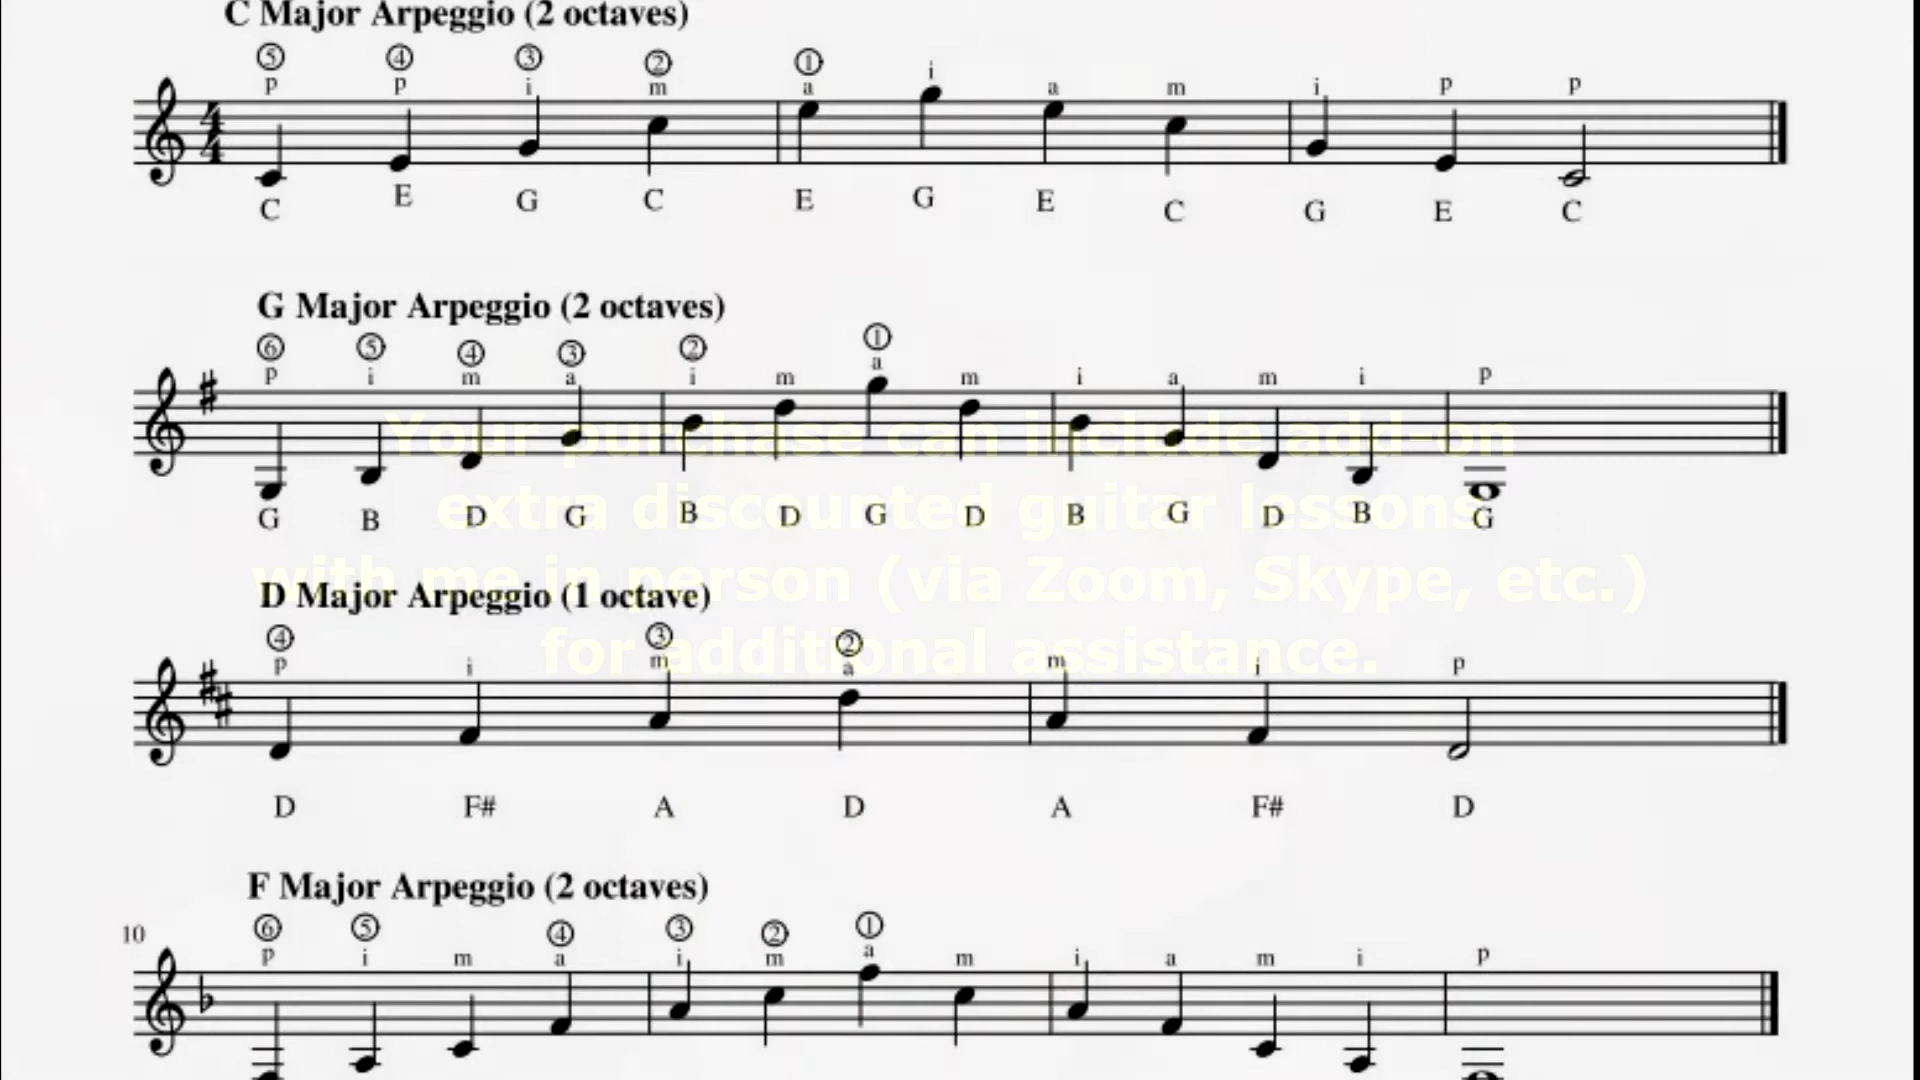 C Major Arpeggio (2 octaves)
⑤ ④ ③ ② ①
p p i m a i a m i p p
4
4
C E G C E G E C G E C
G Major Arpeggio (2 octaves)
⑥ ⑤ ④ ③ ② ①
p i m a i m a m i a m i p
Your purchase can include add-on
G B D G B D G D B G D B G
extra discounted guitar lessons
with me in person (via Zoom, Skype, etc.)
D Major Arpeggio (1 octave)
④ ③ ②
for additional assistance.
p i m a m i p
D F# A D A F# D
F Major Arpeggio (2 octaves)
10 ⑥ ⑤ ④ ③ ② ①
p i m a i m a m i a m i p